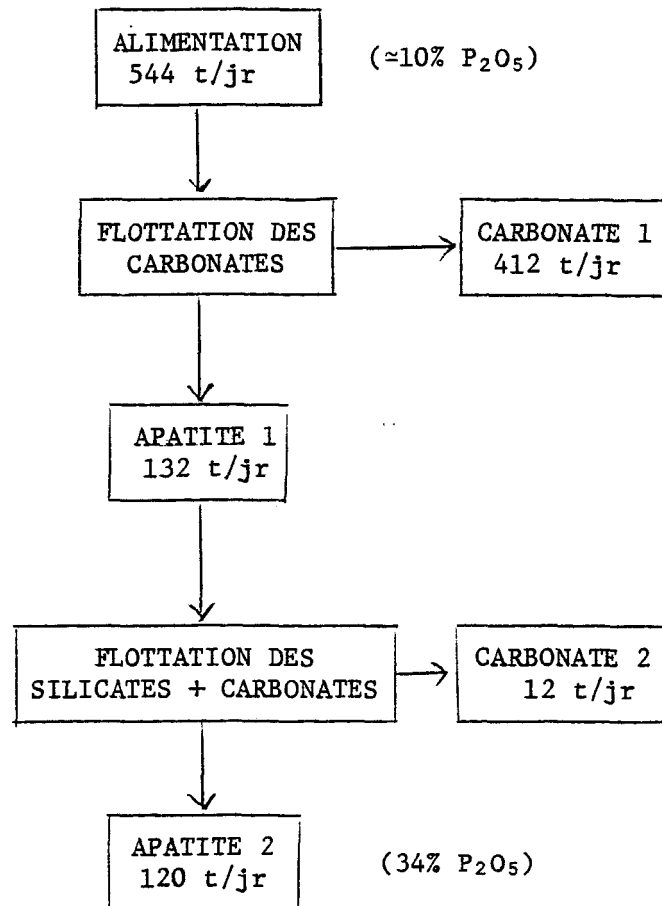 ALIMENTATION
544 t/jr
(≃10% P₂O₅)
FLOTTATION DES
CARBONATES
CARBONATE 1
412 t/jr
APATITE 1
132 t/jr
FLOTTATION DES
SILICATES + CARBONATES
CARBONATE 2
12 t/jr
APATITE 2
120 t/jr
(34% P₂O₅)